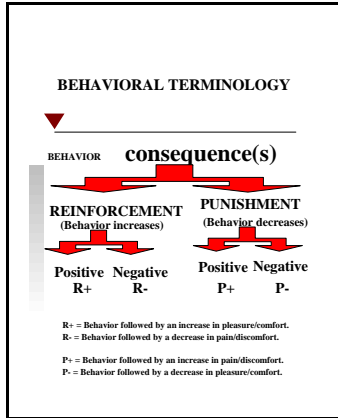 BEHAVIORAL TERMINOLOGY
BEHAVIOR consequence(s)
REINFORCEMENT PUNISHMENT
(Behavior increases) (Behavior decreases)
Positive Negative Positive Negative
R+ R- P+ P-
R+ = Behavior followed by an increase in pleasure/comfort.
R- = Behavior followed by a decrease in pain/discomfort.
P+ = Behavior followed by an increase in pain/discomfort.
P- = Behavior followed by a decrease in pleasure/comfort.